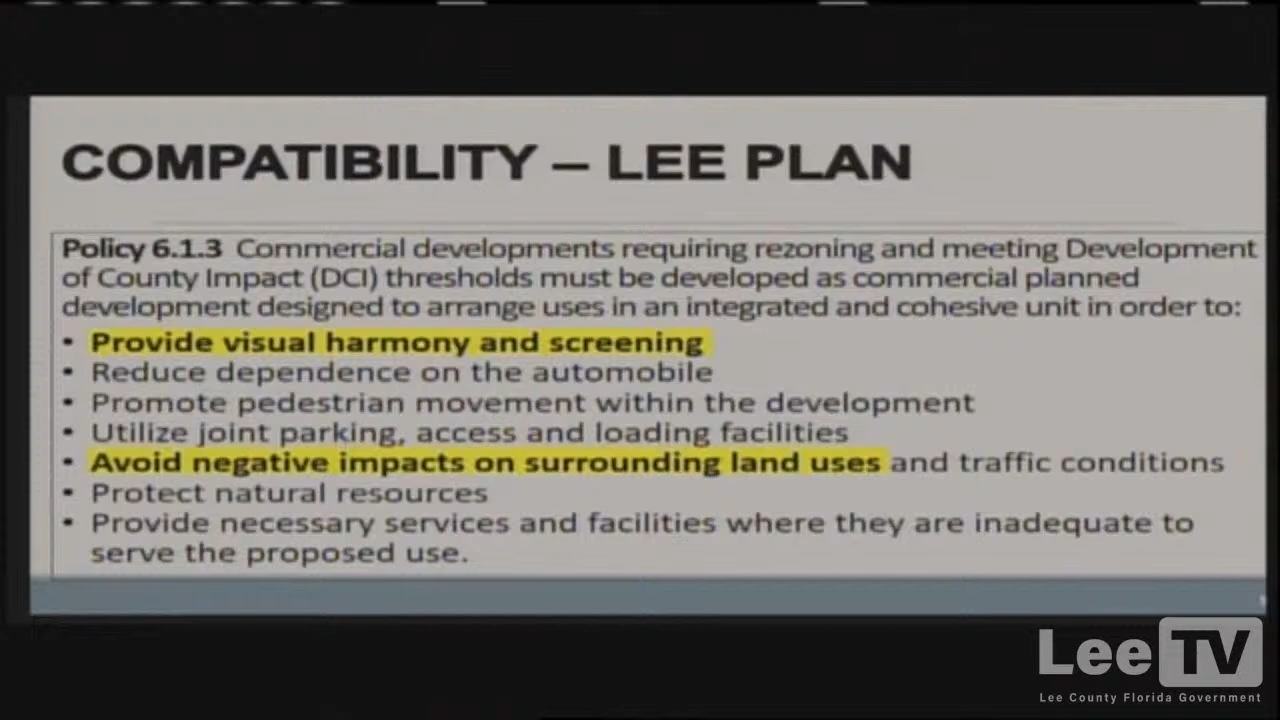 COMPATIBILITY – LEE PLAN
Policy 6.1.3 Commercial developments requiring rezoning and meeting Development
of County Impact (DCI) thresholds must be developed as commercial planned
development designed to arrange uses in an integrated and cohesive unit in order to:
• Provide visual harmony and screening
• Reduce dependence on the automobile
• Promote pedestrian movement within the development
• Utilize joint parking, access and loading facilities
• Avoid negative impacts on surrounding land uses and traffic conditions
• Protect natural resources
• Provide necessary services and facilities where they are inadequate to
serve the proposed use.
Lee TV
Lee County Florida Government